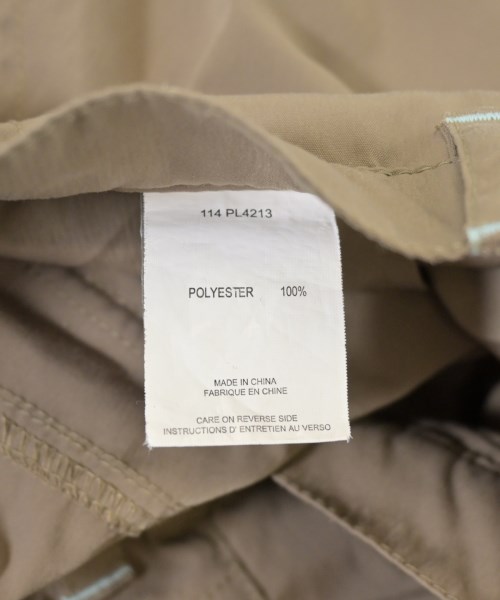 114 PL4213
POLYESTER 100%
MADE IN CHINA
FABRIQUE EN CHINE
CARE ON REVERSE SIDE
INSTRUCTIONS D' ENTRETIEN AU VERSO